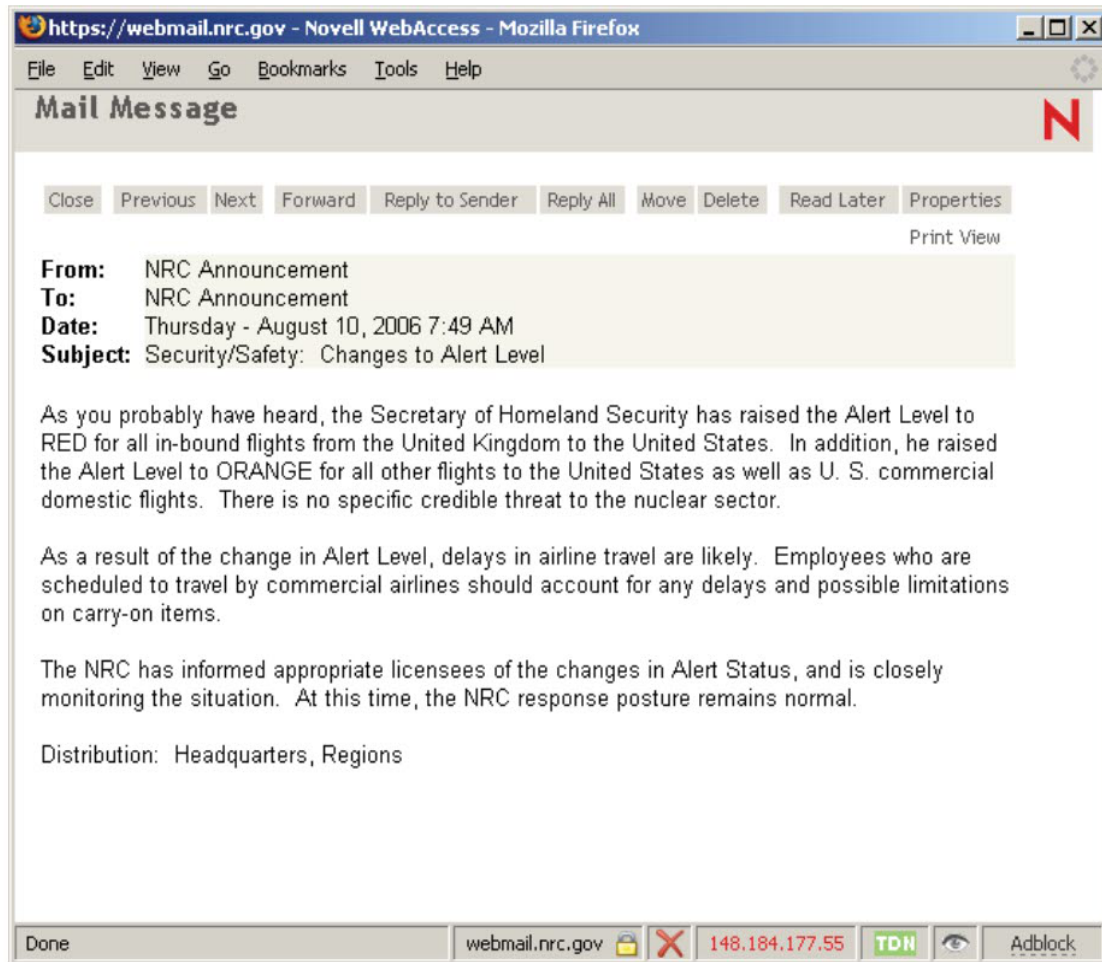 https://webmail.nrc.gov - Novell WebAccess - Mozilla Firefox
File Edit View Go Bookmarks Tools Help
Mail Message
N
Close Previous Next Forward Reply to Sender Reply All Move Delete Read Later Properties
Print View
From: NRC Announcement
To: NRC Announcement
Date: Thursday - August 10, 2006 7:49 AM
Subject: Security/Safety: Changes to Alert Level
As you probably have heard, the Secretary of Homeland Security has raised the Alert Level to
RED for all in-bound flights from the United Kingdom to the United States. In addition, he raised
the Alert Level to ORANGE for all other flights to the United States as well as U. S. commercial
domestic flights. There is no specific credible threat to the nuclear sector.
As a result of the change in Alert Level, delays in airline travel are likely. Employees who are
scheduled to travel by commercial airlines should account for any delays and possible limitations
on carry-on items.
The NRC has informed appropriate licensees of the changes in Alert Status, and is closely
monitoring the situation. At this time, the NRC response posture remains normal.
Distribution: Headquarters, Regions
Done webmail.nrc.gov 148.184.177.55 TDN Adblock